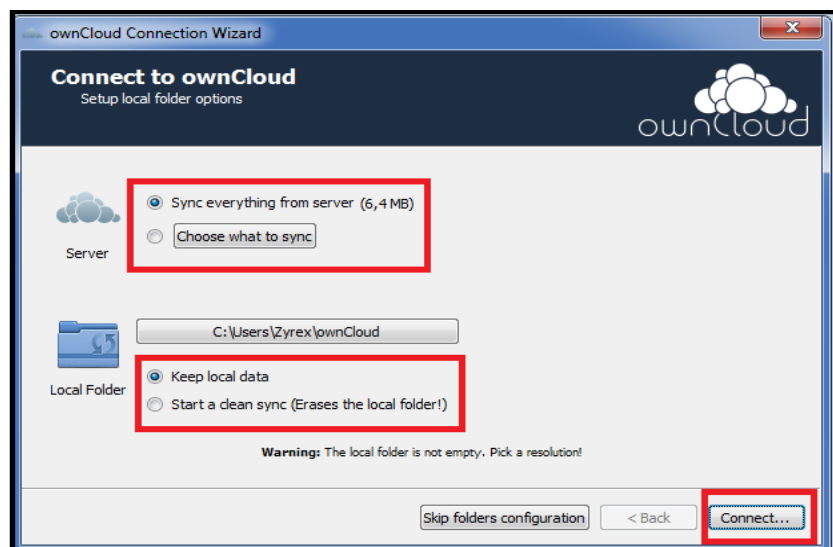 ownCloud Connection Wizard
Connect to ownCloud
Setup local folder options
ownCloud
Sync everything from server (6,4 MB)
Choose what to sync
Server
C:\Users\Zyrex\ownCloud
Keep local data
Local Folder
Start a clean sync (Erases the local folder!)
Warning: The local folder is not empty. Pick a resolution!
Skip folders configuration
< Back
Connect...